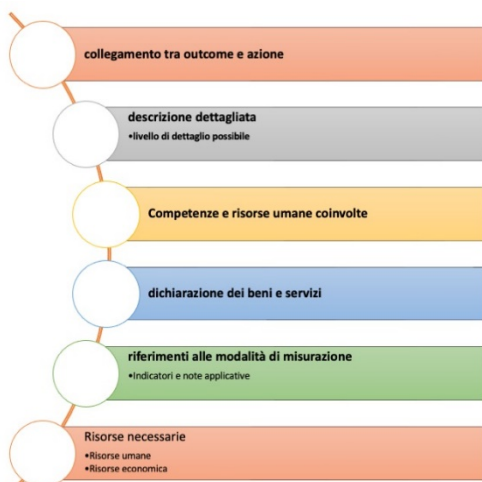 collegamento tra outcome e azione
descrizione dettagliata
•livello di dettaglio possibile
Competenze e risorse umane coinvolte
dichiarazione dei beni e servizi
riferimenti alle modalità di misurazione
•Indicatori e note applicative
Risorse necessarie
•Risorse umane
•Risorse economica